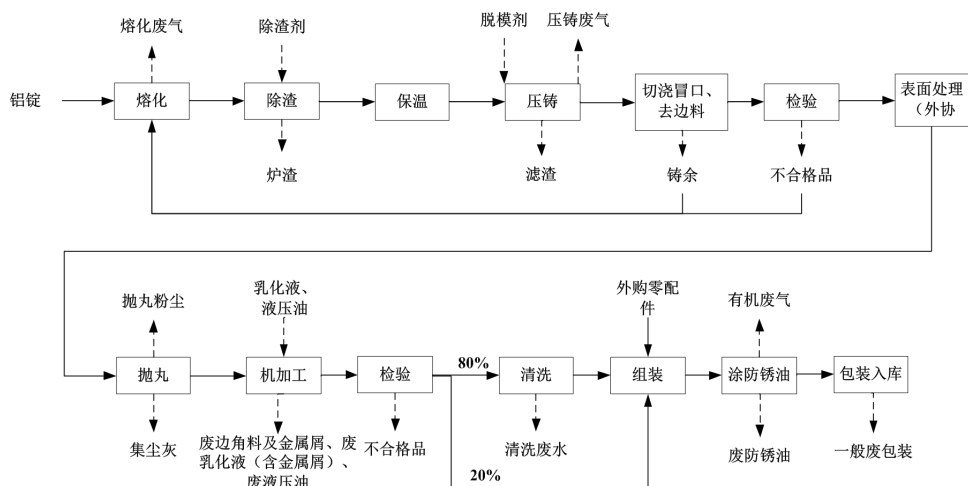 熔化废气
除渣剂
脱模剂
压铸废气
铝锭
熔化
除渣
保温
压铸
切浇冒口、
去边料
检验
表面处理
（外协
炉渣
滤渣
铸余
不合格品
抛丸粉尘
乳化液、
液压油
外购零配
件
有机废气
抛丸
机加工
检验
80%
清洗
组装
涂防锈油
包装入库
集尘灰
废边角料及金属屑、废
乳化液（含金属屑）、
废液压油
不合格品
20%
清洗废水
废防锈油
一般废包装